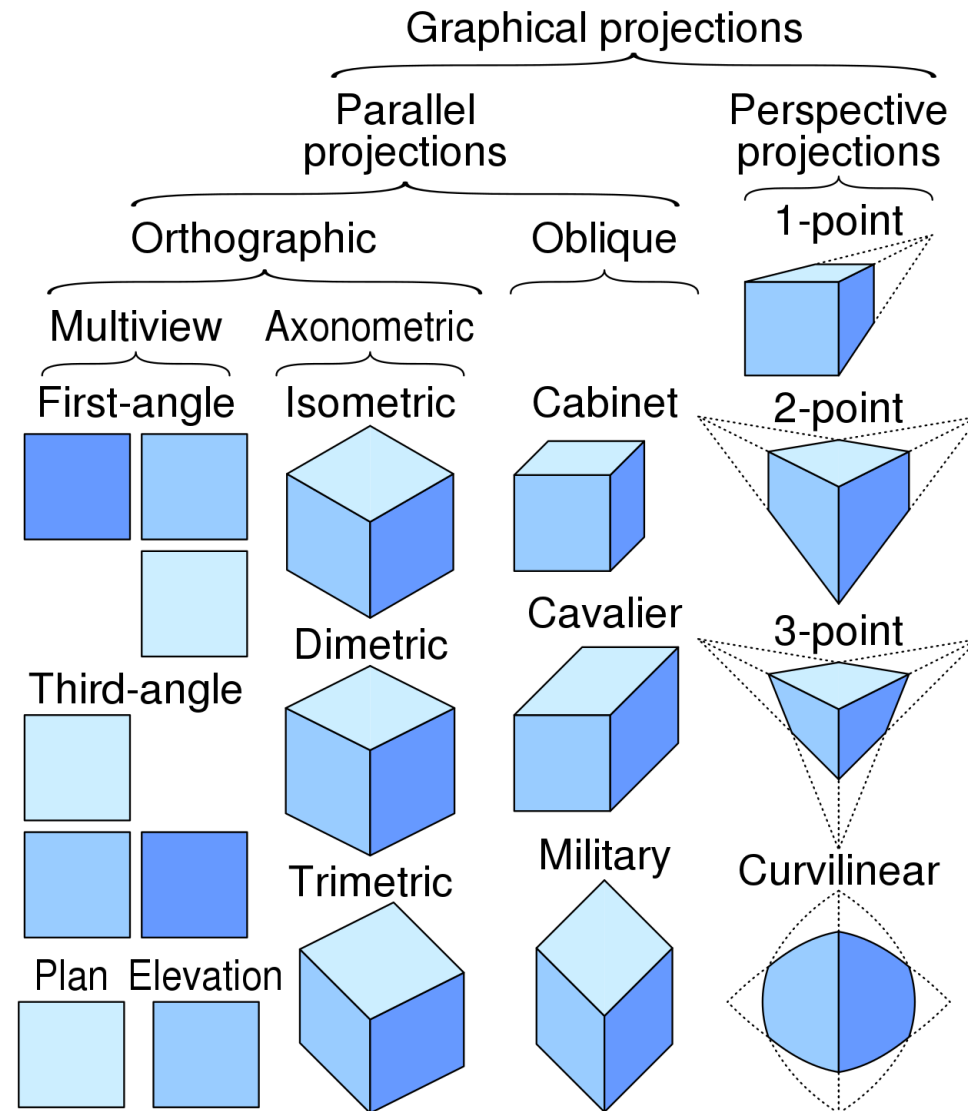 Graphical projections
Parallel
projections
Perspective
projections
Orthographic
Oblique
1-point
Multiview
Axonometric
First-angle
Isometric
Cabinet
2-point
Cavalier
3-point
Dimetric
Third-angle
Military
Curvilinear
Trimetric
Plan
Elevation